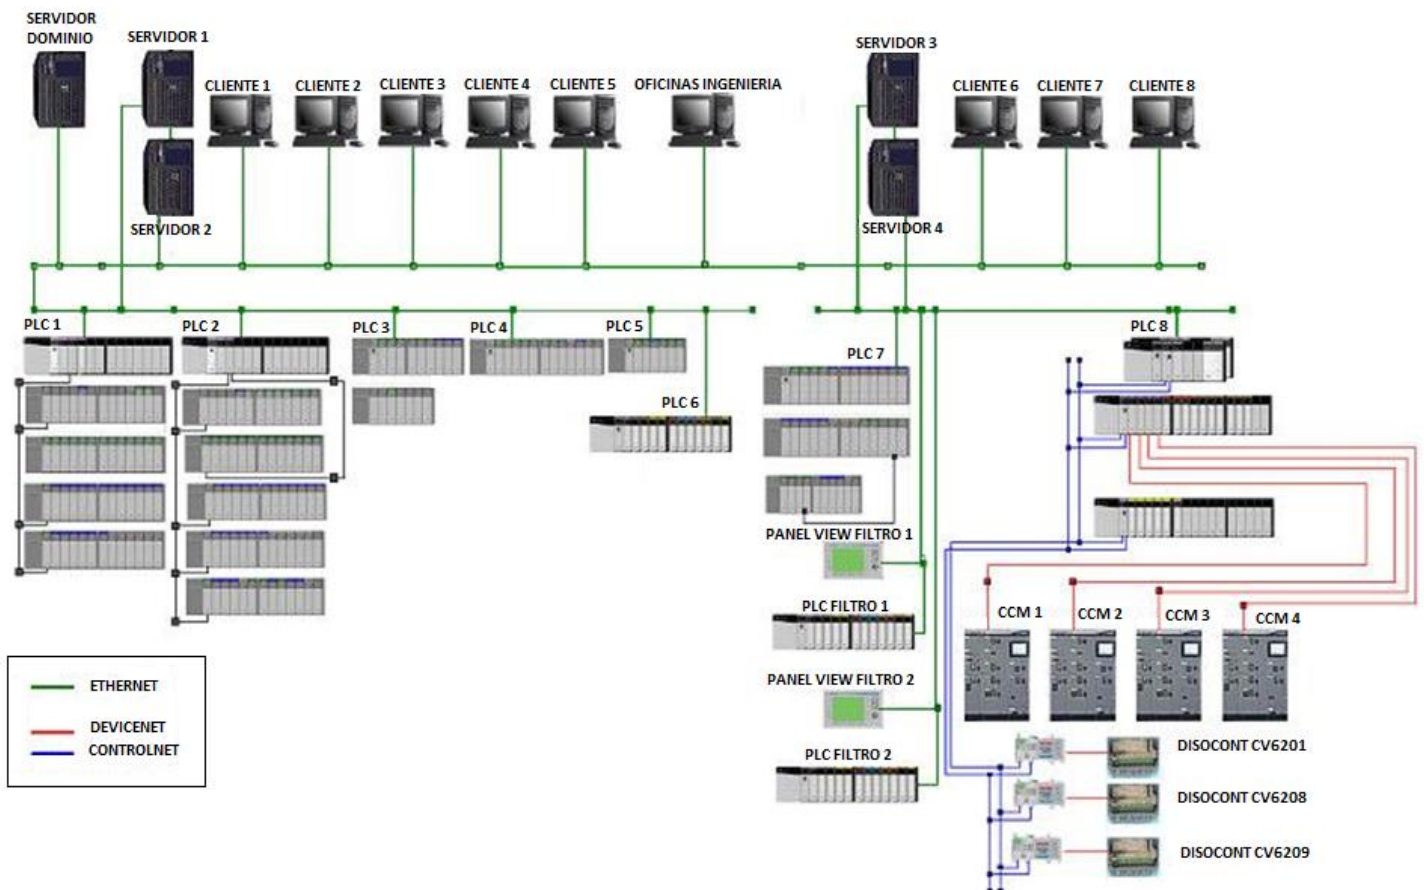 SERVIDOR
DOMINIO
SERVIDOR 1
SERVIDOR 3
CLIENTE 1
CLIENTE 2
CLIENTE 3
CLIENTE 4
CLIENTE 5
OFICINAS INGENIERIA
CLIENTE 6
CLIENTE 7
CLIENTE 8
SERVIDOR 2
SERVIDOR 4
PLC 1
PLC 2
PLC 3
PLC 4
PLC 5
PLC 8
PLC 7
PLC 6
PANEL VIEW FILTRO 1
PLC FILTRO 1
CCM 1
CCM 2
CCM 3
CCM 4
PANEL VIEW FILTRO 2
PLC FILTRO 2
ETHERNET
DEVICENET
CONTROLNET
DISOCONT CV6201
DISOCONT CV6208
DISOCONT CV6209